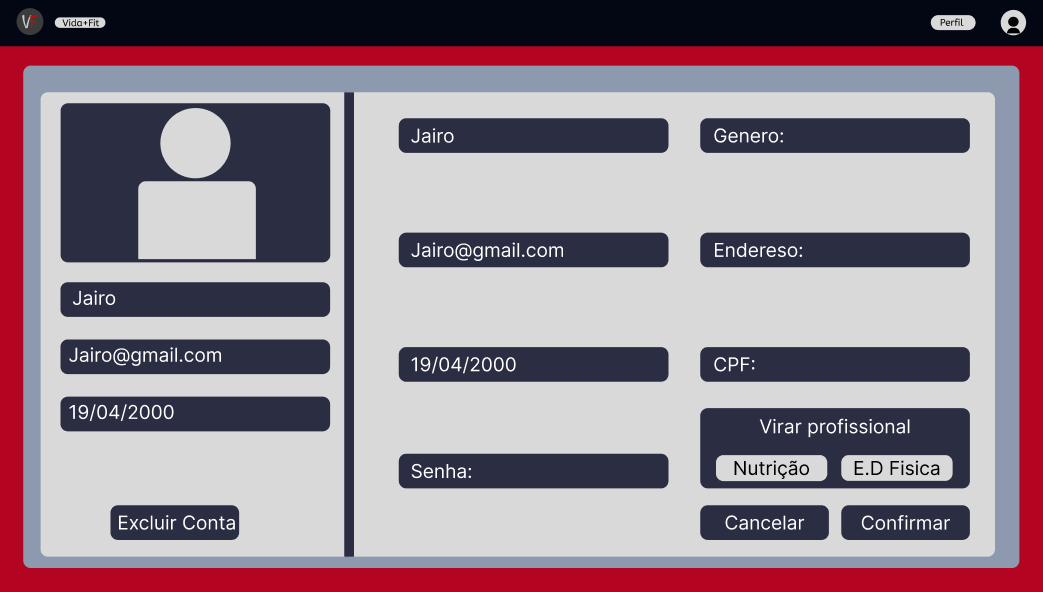 VF
Vida+Fit
Perfil
Jairo
Jairo@gmail.com
19/04/2000
Excluir Conta
Jairo
Genero:
Jairo@gmail.com
Endereso:
19/04/2000
CPF:
Virar profissional
Nutrição
E.D Fisica
Senha:
Cancelar
Confirmar